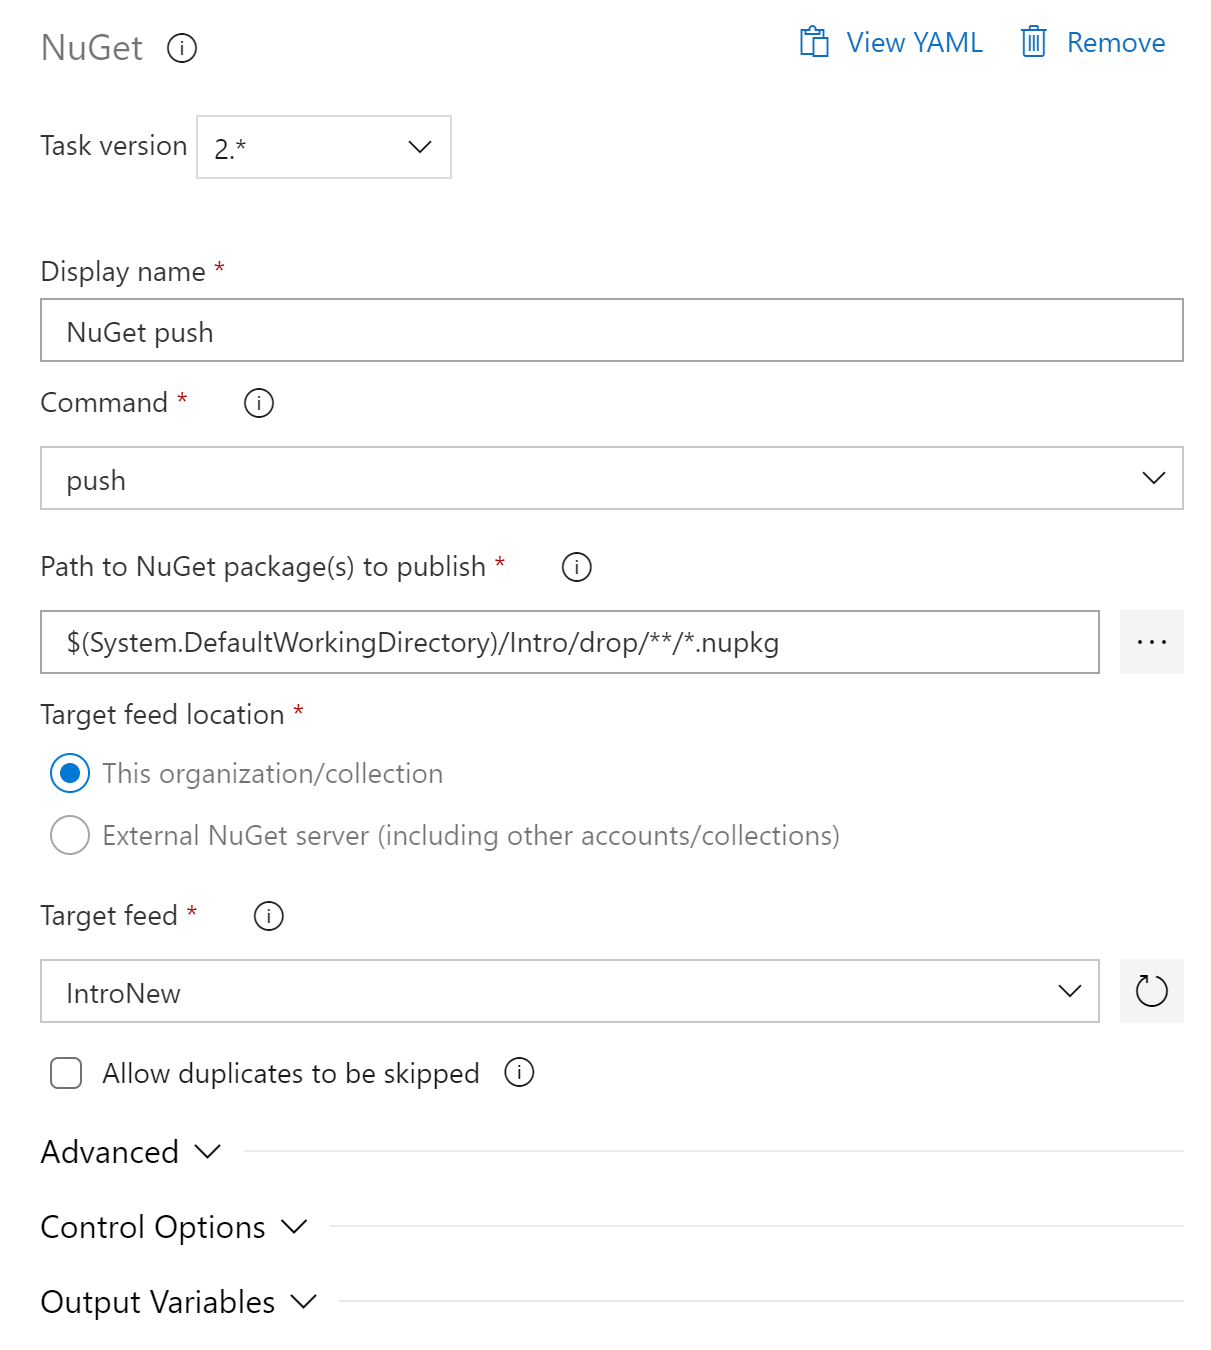 NuGet View YAML Remove
Task version 2.*
Display name *
NuGet push
Command *
push
Path to NuGet package(s) to publish *
$(System.DefaultWorkingDirectory)/Intro/drop/**/*.nupkg
Target feed location *
This organization/collection
External NuGet server (including other accounts/collections)
Target feed *
IntroNew
Allow duplicates to be skipped
Advanced
Control Options
Output Variables